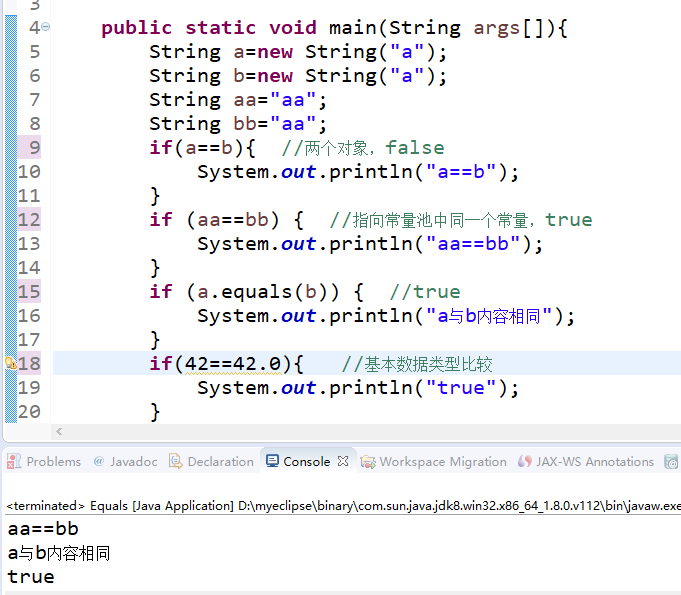 3
4 public static void main(String args[]){
5 String a=new String("a");
6 String b=new String("a");
7 String aa="aa";
8 String bb="aa";
9 if(a==b){ //两个对象，false
10 System.out.println("a==b");
11 }
12 if (aa==bb) { //指向常量池中同一个常量，true
13 System.out.println("aa==bb");
14 }
15 if (a.equals(b)) { //true
16 System.out.println("a与b内容相同");
17 }
18 if(42==42.0){ //基本数据类型比较
19 System.out.println("true");
20 }
Problems @ Javadoc Declaration Console Workspace Migration JAX-WS Annotations
<terminated> Equals [Java Application] D:\myeclipse\binary\com.sun.java.jdk8.win32.x86_64_1.8.0.v112\bin\javaw.exe
aa==bb
a与b内容相同
true